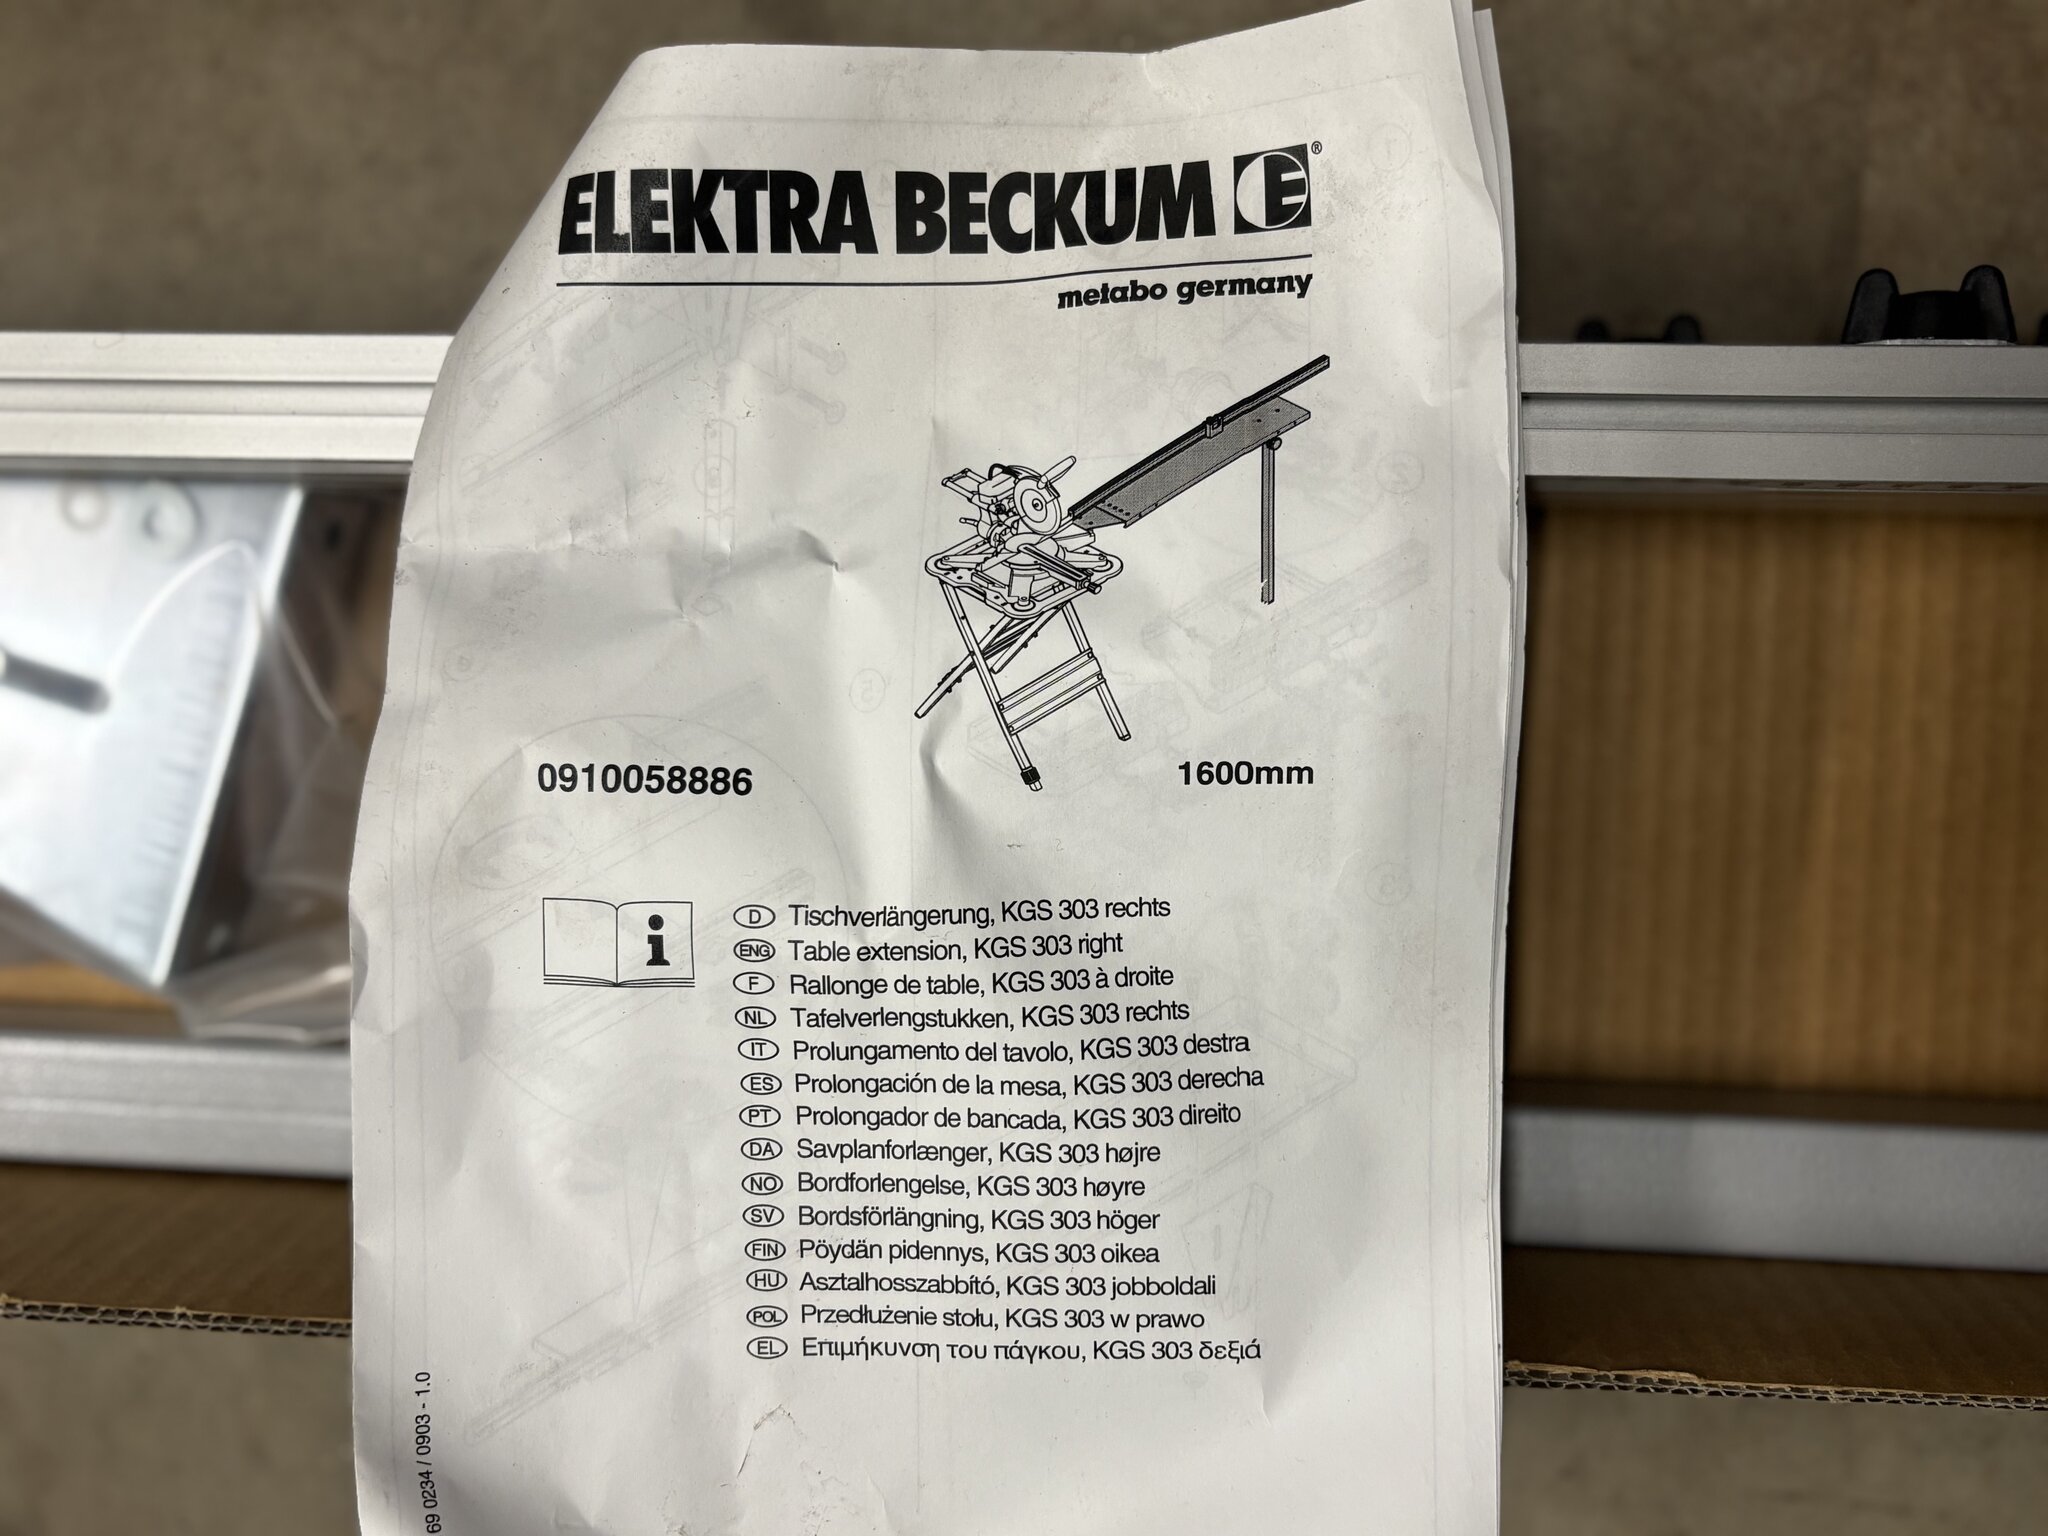 ELEKTRA BECKUM E®
metabo germany
0910058886
1600mm
i
D Tischverlängerung, KGS 303 rechts
ENG Table extension, KGS 303 right
F Rallonge de table, KGS 303 à droite
NL Tafelverlengstukken, KGS 303 rechts
IT Prolungamento del tavolo, KGS 303 destra
ES Prolongación de la mesa, KGS 303 derecha
PT Prolongador de bancada, KGS 303 direito
DA Savplanforlænger, KGS 303 højre
NO Bordforlengelse, KGS 303 høyre
SV Bordsförlängning, KGS 303 höger
FIN Pöydän pidennys, KGS 303 oikea
HU Asztalhosszabbító, KGS 303 jobboldali
POL Przedłużenie stołu, KGS 303 w prawo
EL Επιμήκυνση του πάγκου, KGS 303 δεξιά
69 0234 / 0903 - 1.0